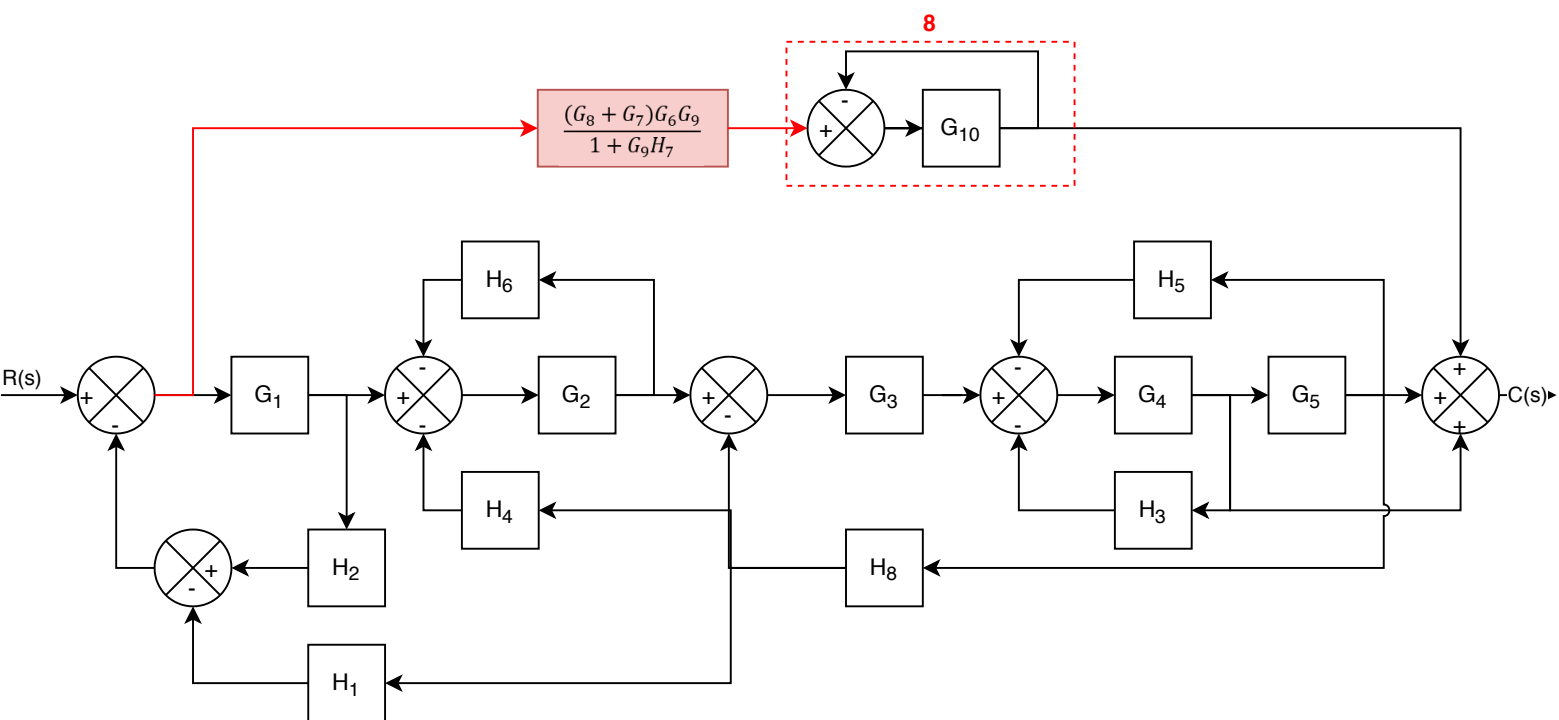 8
(G₈ + G₇)G₆G₉
1 + G₉H₇
-
+
G₁₀
H₆
H₅
R(s)
+
-
G₁
-
+
-
G₂
+
-
G₃
-
+
-
G₄
G₅
+
+
+
C(s)
H₄
H₃
+
-
H₂
H₈
H₁